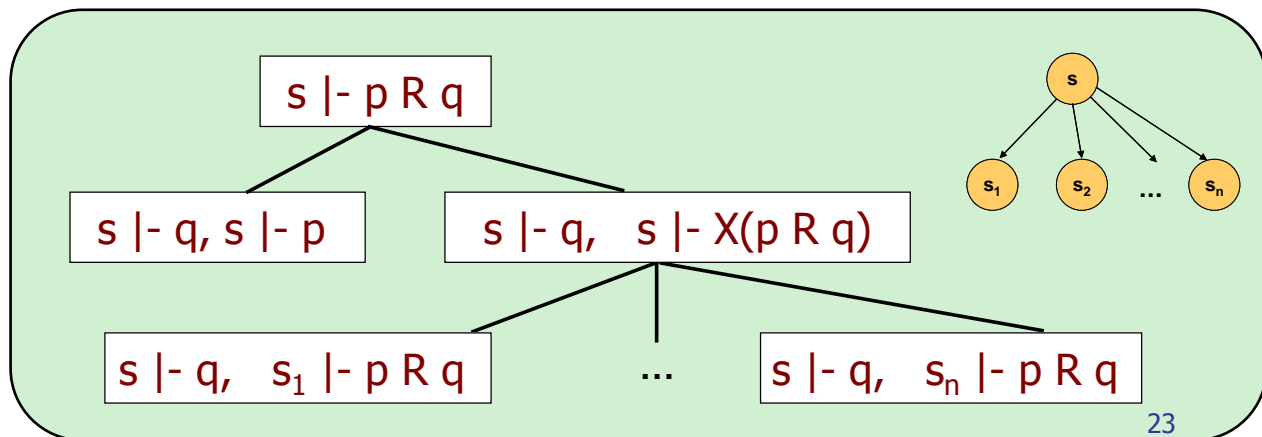 s |- p R q
s
s |- q, s |- p
s |- q, s |- X(p R q)
s₁
s₂
...
sₙ
s |- q, s₁ |- p R q
...
s |- q, sₙ |- p R q
23